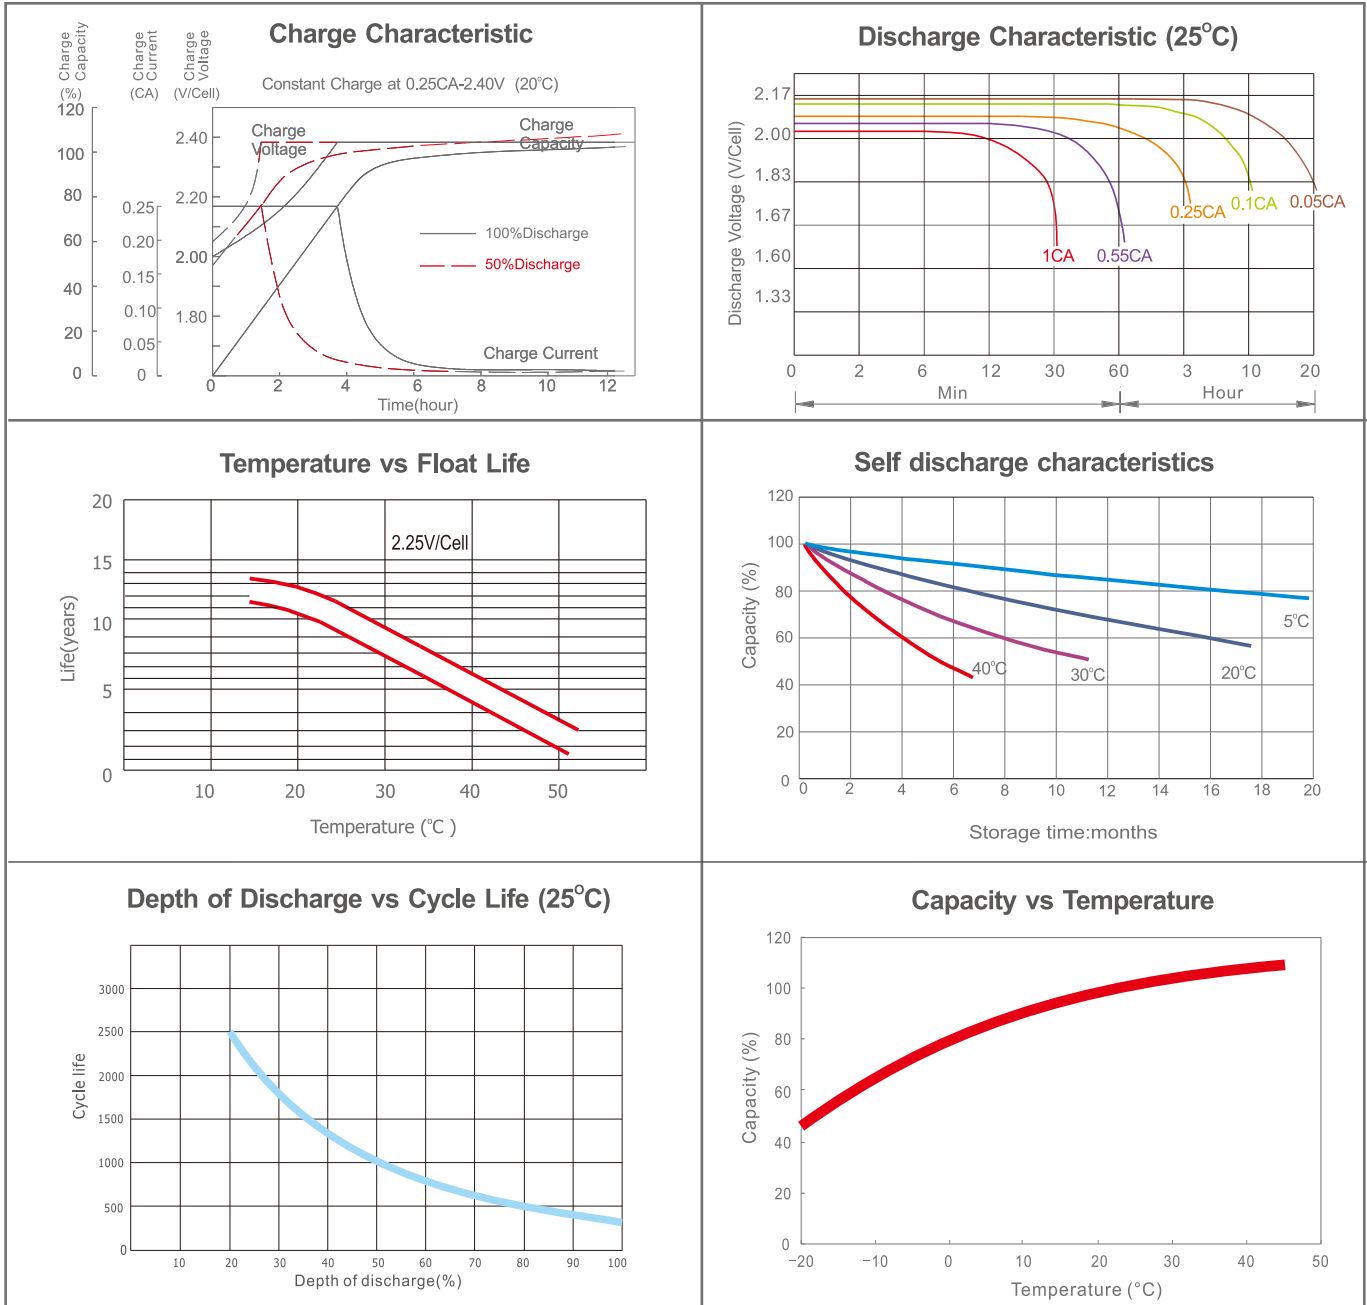 Charge Characteristic
Constant Charge at 0.25CA-2.40V (20°C)
Charge Capacity
(%)
Charge Current
(CA)
Charge Voltage
(V/Cell)
120
100
80
60
40
20
0
0.25
0.20
0.15
0.10
0.05
0
2.40
2.20
2.00
1.80
Charge
Voltage
Charge
Capacity
100%Discharge
50%Discharge
Charge Current
0 2 4 6 8 10 12
Time(hour)
Discharge Characteristic (25°C)
Discharge Voltage (V/Cell)
2.17
2.00
1.83
1.67
1.60
1.33
1CA
0.55CA
0.25CA
0.1CA
0.05CA
0 2 6 12 30 60 3 10 20
Min Hour
Temperature vs Float Life
Life(years)
20
15
10
5
0
2.25V/Cell
10 20 30 40 50
Temperature (°C )
Self discharge characteristics
Capacity (%)
120
100
80
60
40
20
0
5°C
20°C
30°C
40°C
0 2 4 6 8 10 12 14 16 18 20
Storage time:months
Depth of Discharge vs Cycle Life (25°C)
Cycle life
3000
2500
2000
1500
1000
500
0
10 20 30 40 50 60 70 80 90 100
Depth of discharge(%)
Capacity vs Temperature
Capacity (%)
120
100
80
60
40
20
0
−20 −10 0 10 20 30 40 50
Temperature (°C)